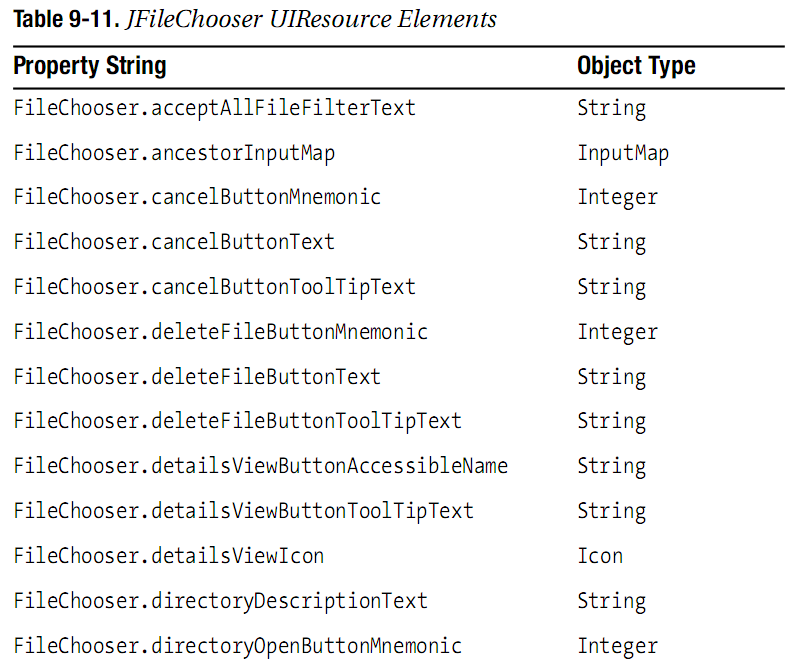 Table 9-11. JFileChooser UIResource Elements
Property String Object Type
FileChooser.acceptAllFileFilterText String
FileChooser.ancestorInputMap InputMap
FileChooser.cancelButtonMnemonic Integer
FileChooser.cancelButtonText String
FileChooser.cancelButtonToolTipText String
FileChooser.deleteFileButtonMnemonic Integer
FileChooser.deleteFileButtonText String
FileChooser.deleteFileButtonToolTipText String
FileChooser.detailsViewButtonAccessibleName String
FileChooser.detailsViewButtonToolTipText String
FileChooser.detailsViewIcon Icon
FileChooser.directoryDescriptionText String
FileChooser.directoryOpenButtonMnemonic Integer